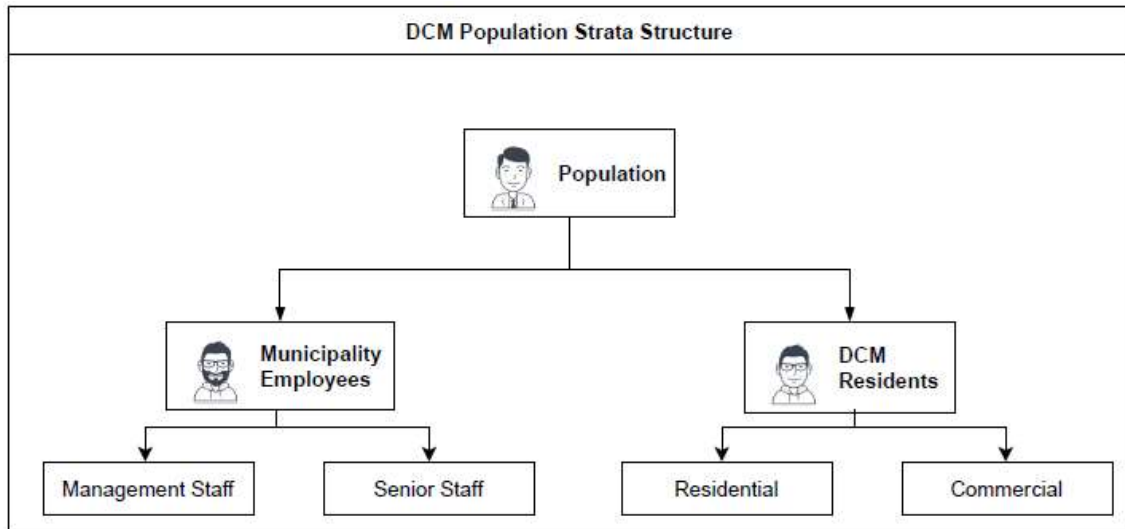 DCM Population Strata Structure
Population
Municipality
Employees
DCM
Residents
Management Staff
Senior Staff
Residential
Commercial